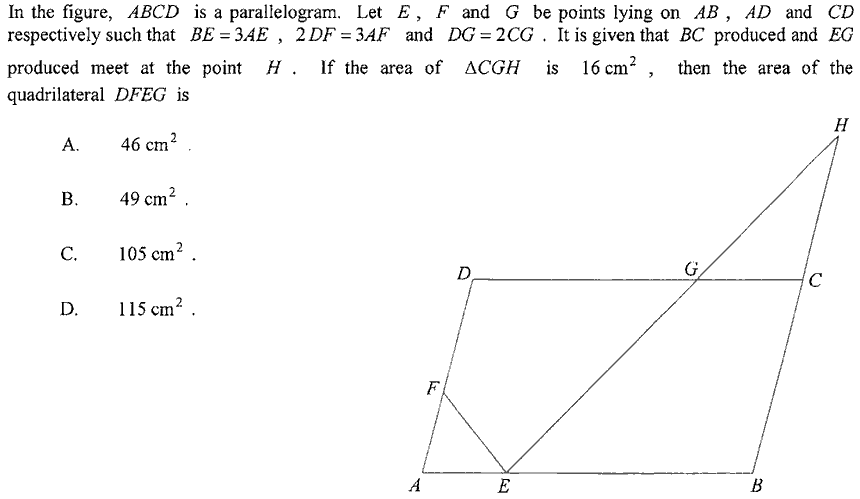 In the figure, ABCD is a parallelogram. Let E , F and G be points lying on AB , AD and CD
respectively such that BE = 3AE , 2DF = 3AF and DG = 2CG . It is given that BC produced and EG
produced meet at the point H . If the area of ΔCGH is 16 cm² , then the area of the
quadrilateral DFEG is
A. 46 cm² .
B. 49 cm² .
C. 105 cm² .
D. 115 cm² .
H
D
G
C
F
A
E
B